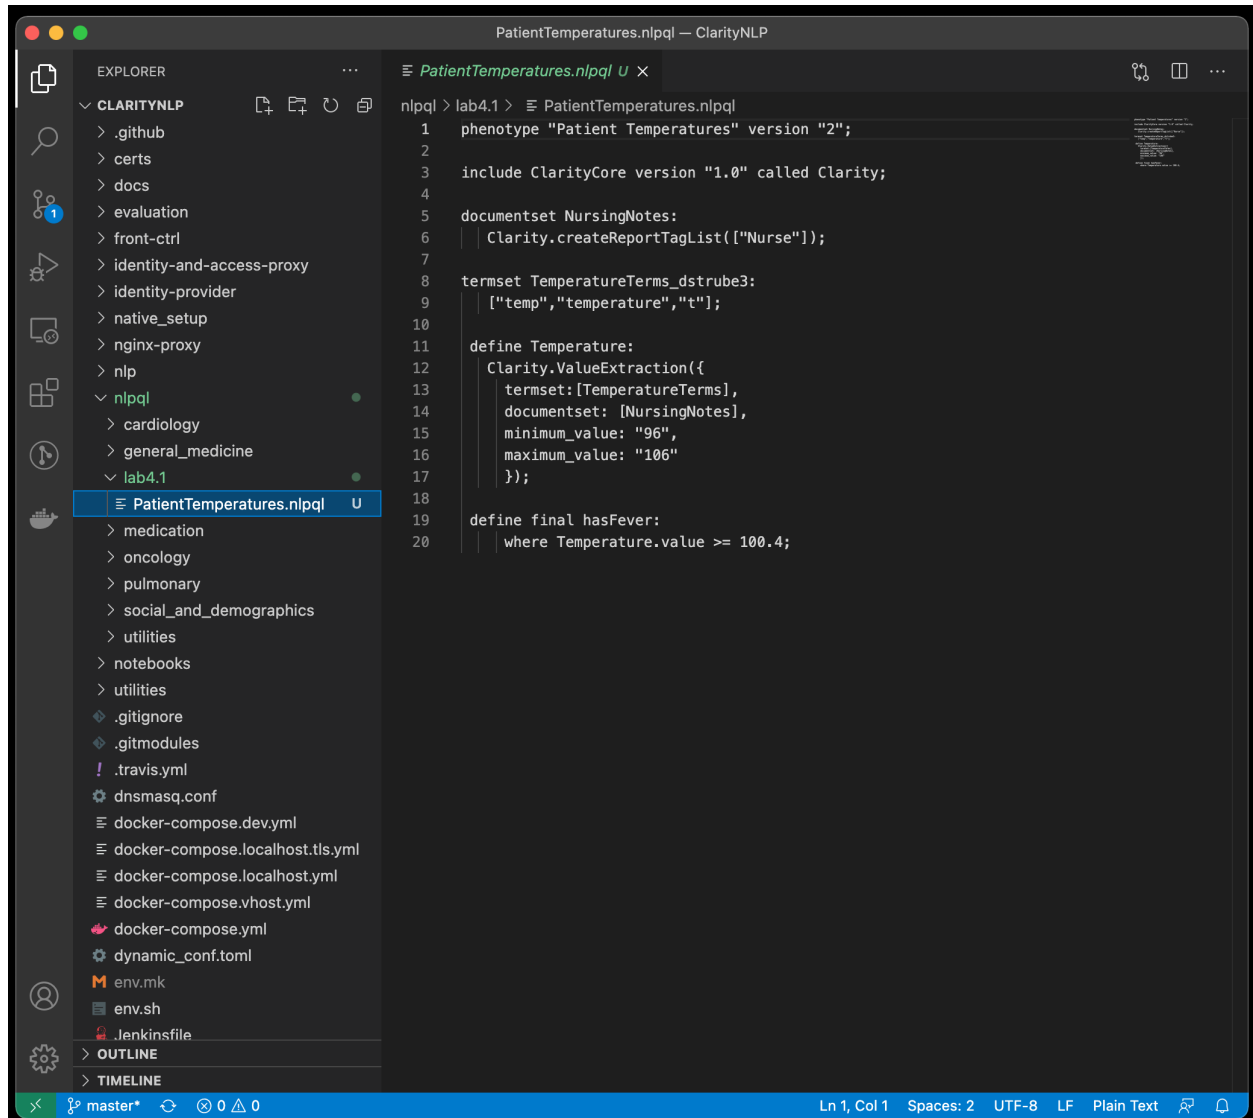 PatientTemperatures.nlpql — ClarityNLP
EXPLORER
PatientTemperatures.nlpql U
CLARITYNLP
nlpql > lab4.1 > PatientTemperatures.nlpql
.github
certs
docs
evaluation
front-ctrl
identity-and-access-proxy
identity-provider
native_setup
nginx-proxy
nlp
nlpql
cardiology
general_medicine
lab4.1
PatientTemperatures.nlpql U
medication
oncology
pulmonary
social_and_demographics
utilities
notebooks
utilities
.gitignore
.gitmodules
.travis.yml
dnsmasq.conf
docker-compose.dev.yml
docker-compose.localhost.tls.yml
docker-compose.localhost.yml
docker-compose.vhost.yml
docker-compose.yml
dynamic_conf.toml
env.mk
env.sh
Jenkinsfile
OUTLINE
TIMELINE
1 phenotype "Patient Temperatures" version "2";
2
3 include ClarityCore version "1.0" called Clarity;
4
5 documentset NursingNotes:
6 Clarity.createReportTagList(["Nurse"]);
7
8 termset TemperatureTerms_dstrube3:
9 ["temp","temperature","t"];
10
11 define Temperature:
12 Clarity.ValueExtraction({
13 termset:[TemperatureTerms],
14 documentset: [NursingNotes],
15 minimum_value: "96",
16 maximum_value: "106"
17 });
18
19 define final hasFever:
20 where Temperature.value >= 100.4;
1
master* 0 0 Ln 1, Col 1 Spaces: 2 UTF-8 LF Plain Text